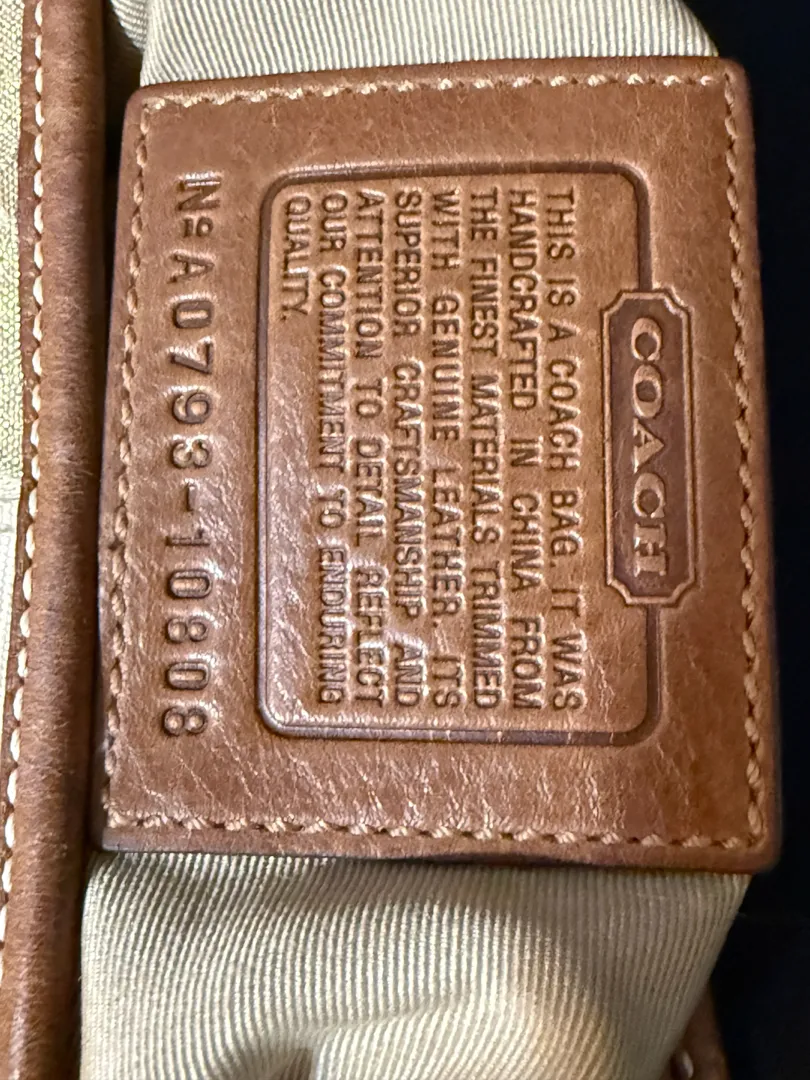 COACH
THIS IS A COACH BAG. IT WAS
HANDCRAFTED IN CHINA FROM
THE FINEST MATERIALS TRIMMED
WITH GENUINE LEATHER. ITS
SUPERIOR CRAFTSMANSHIP AND
ATTENTION TO DETAIL REFLECT
OUR COMMITMENT TO ENDURING
QUALITY.
Nº A0793-10808